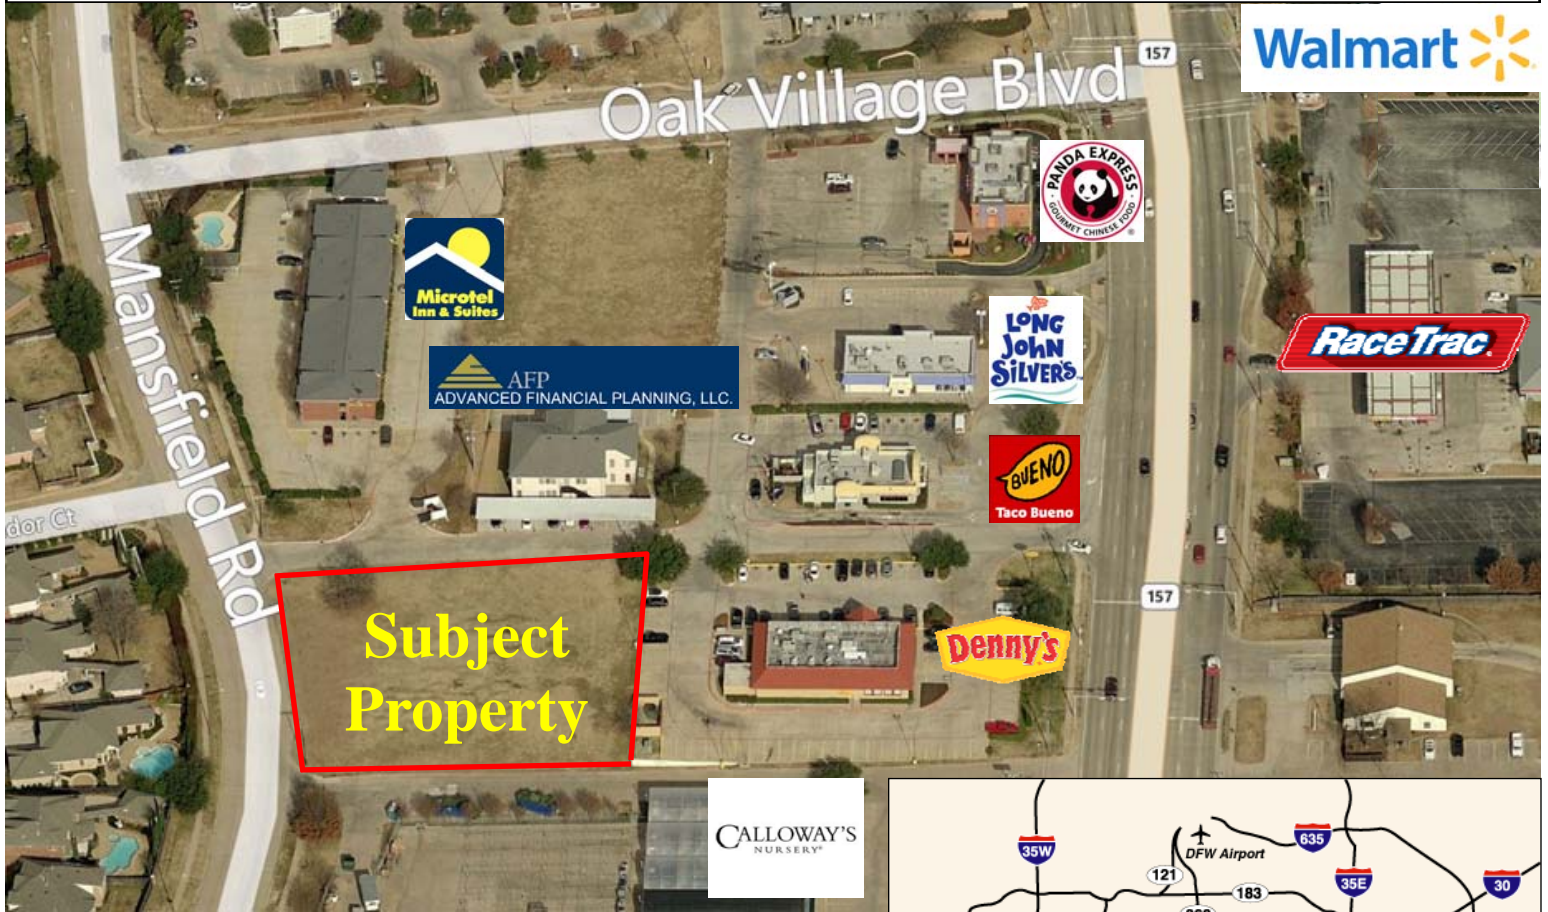 Walmart
157
Oak Village Blvd
PANDA EXPRESS
GOURMET CHINESE FOOD
Mansfield Rd
Microtel
Inn & Suites
LONG
JOHN
SILVER'S
RaceTrac
AFP
ADVANCED FINANCIAL PLANNING, LLC.
BUENO
Taco Bueno
dor Ct
157
Subject
Property
Denny's
CALLOWAY'S
NURSERY®
35W
DFW Airport
635
121
183
35E
30